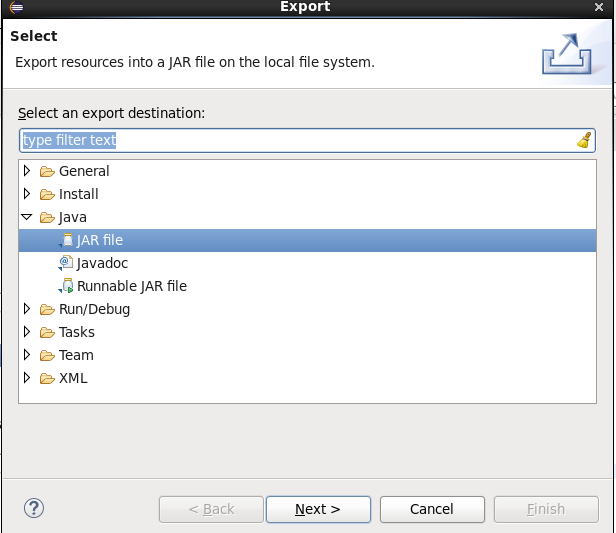 Export
Select
Export resources into a JAR file on the local file system.
Select an export destination:
type filter text
General
Install
Java
JAR file
Javadoc
Runnable JAR file
Run/Debug
Tasks
Team
XML
? < Back Next > Cancel Finish